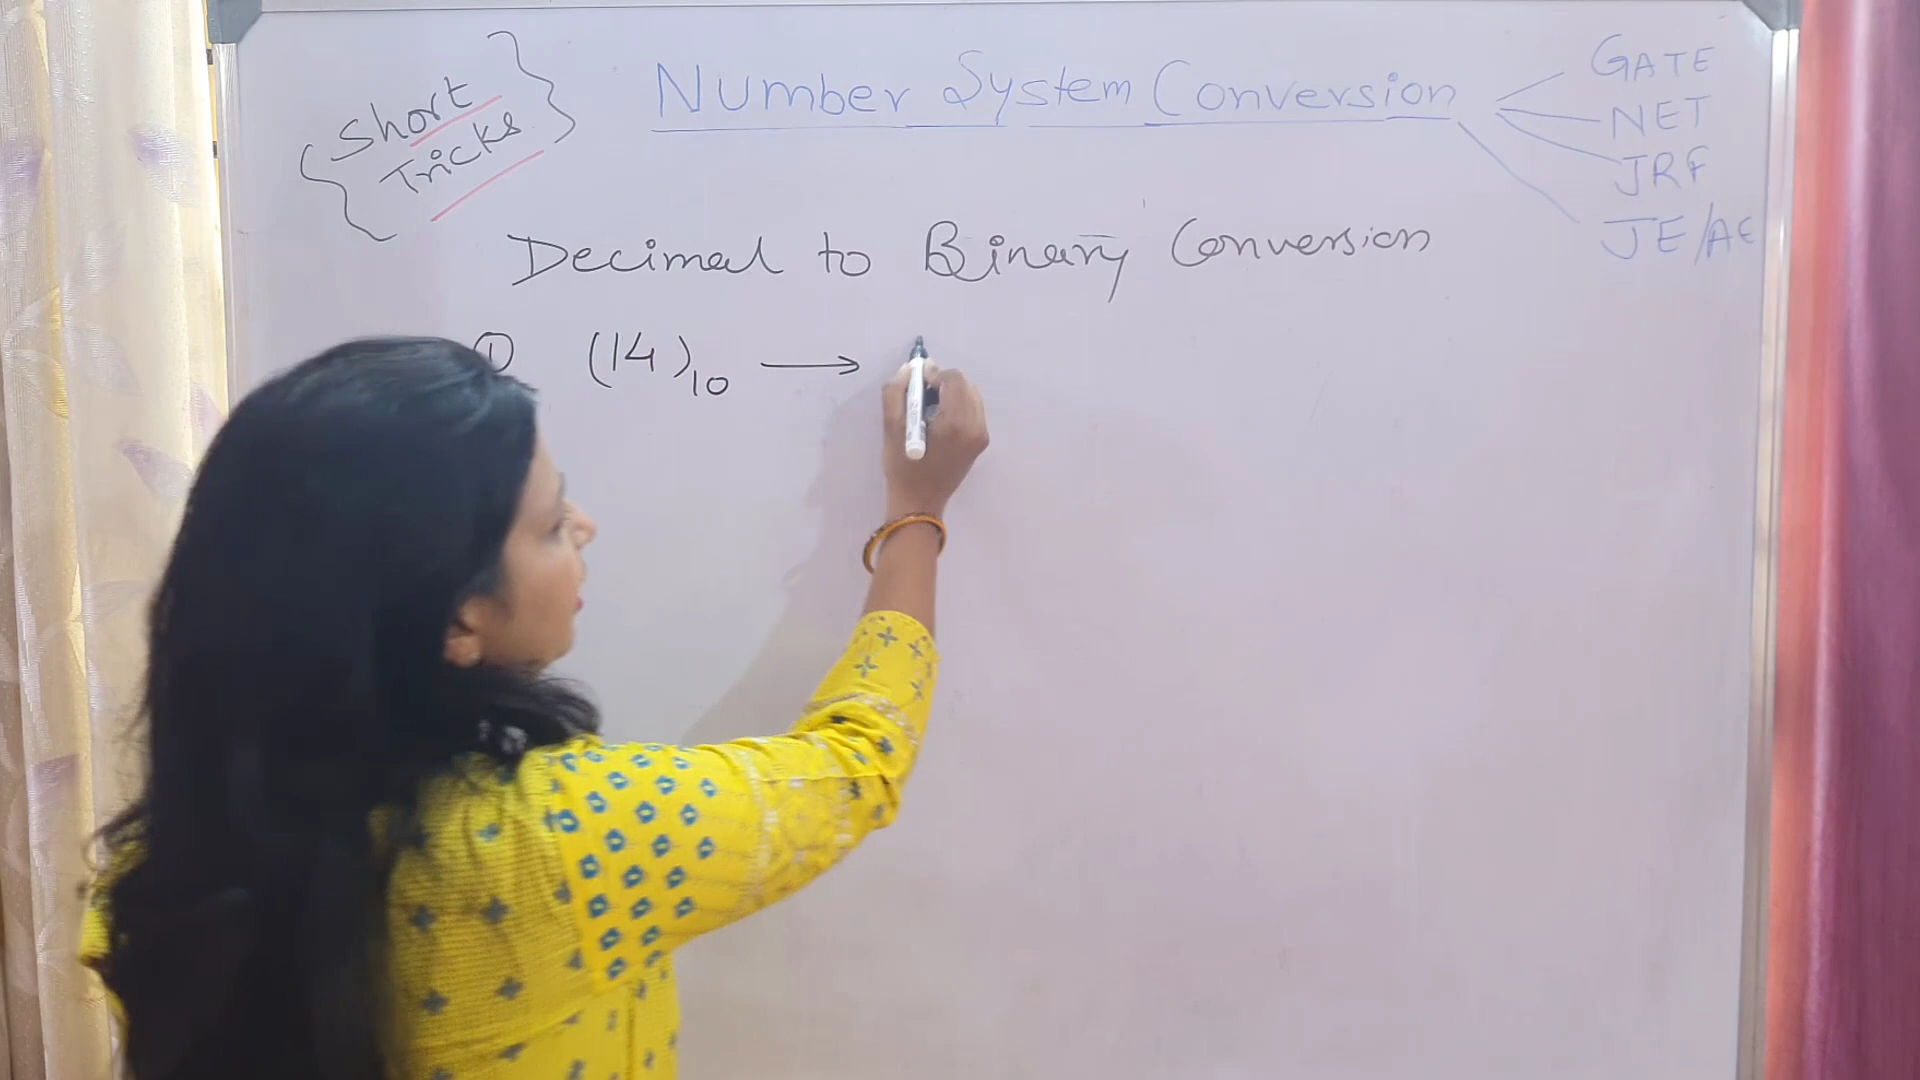 Short
Tricks
Number System Conversion
GATE
NET
JRF
JE/AE
Decimal to Binary Conversion
① (14)₁₀ →